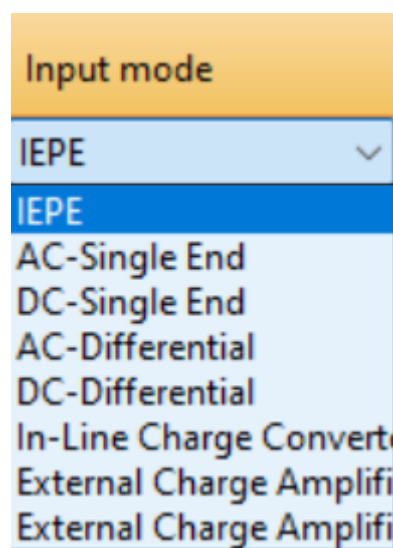 Input mode
IEPE
IEPE
AC-Single End
DC-Single End
AC-Differential
DC-Differential
In-Line Charge Converte
External Charge Amplifi
External Charge Amplifi